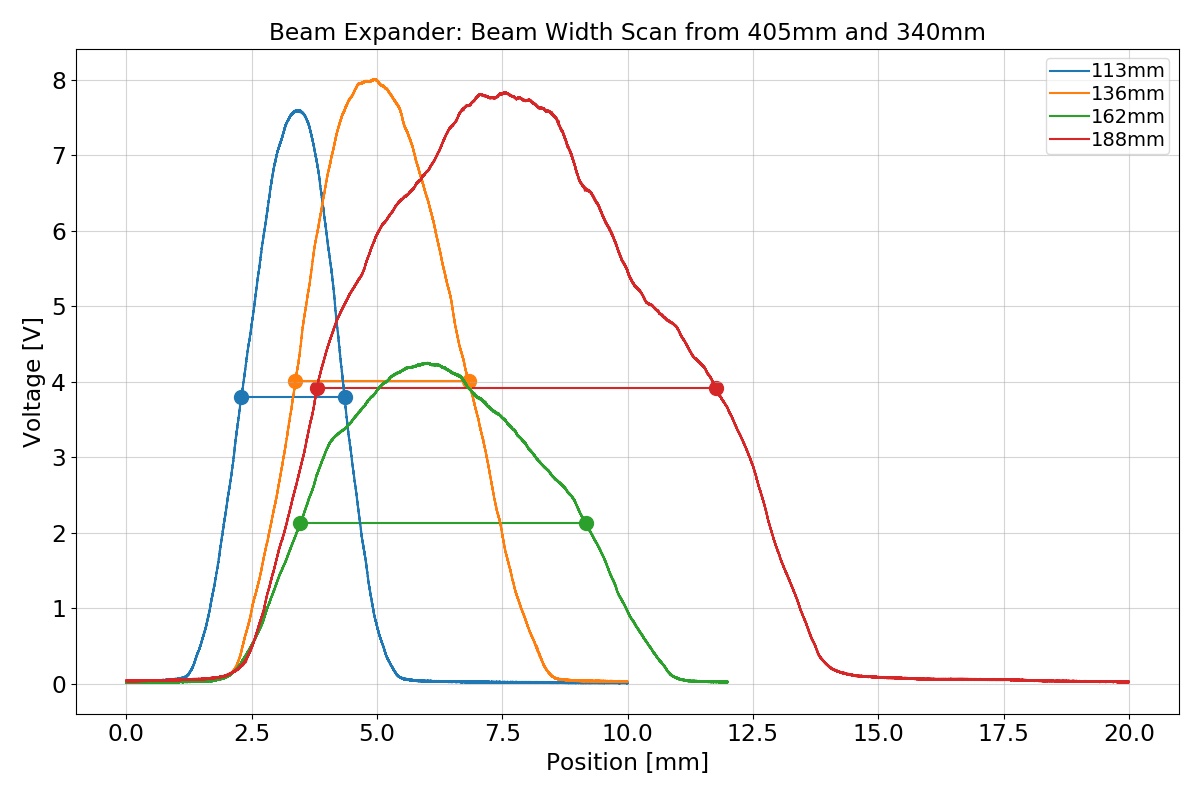 Beam Expander: Beam Width Scan from 405mm and 340mm
113mm
136mm
162mm
188mm
8
7
6
5
4
3
2
1
0
Voltage [V]
0.0 2.5 5.0 7.5 10.0 12.5 15.0 17.5 20.0
Position [mm]